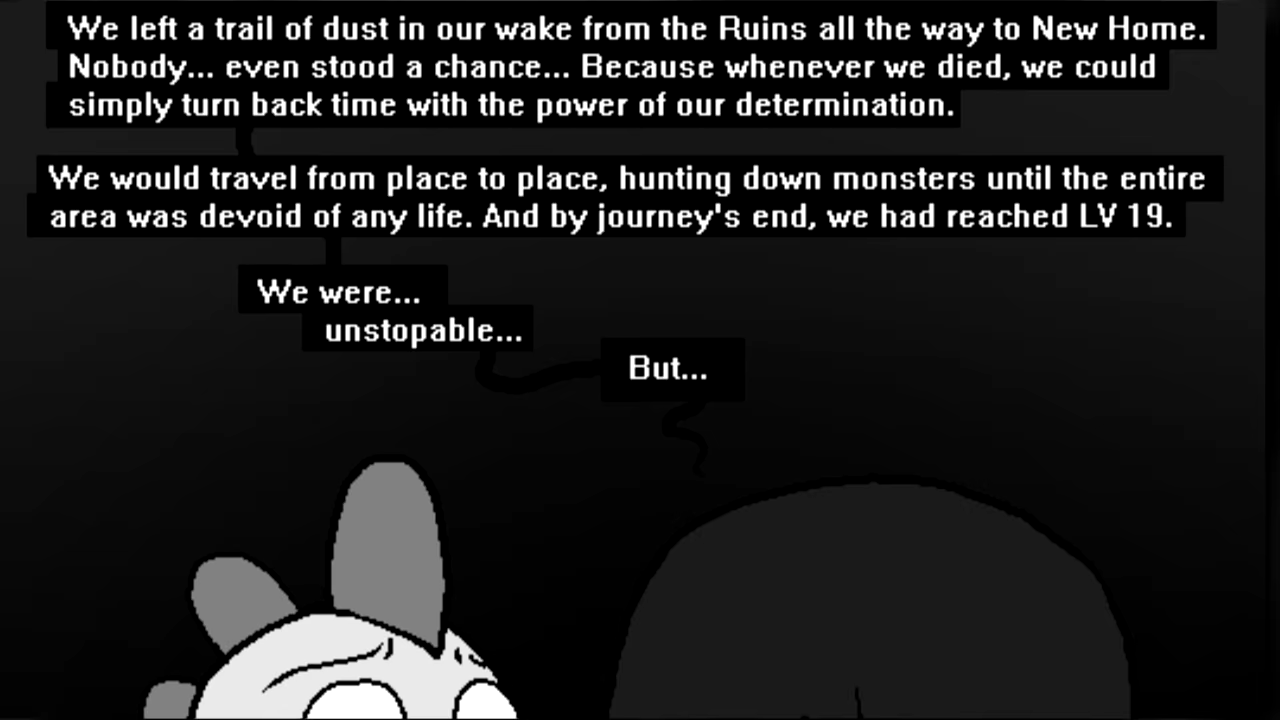 We left a trail of dust in our wake from the Ruins all the way to New Home.
Nobody... even stood a chance... Because whenever we died, we could
simply turn back time with the power of our determination.
We would travel from place to place, hunting down monsters until the entire
area was devoid of any life. And by journey's end, we had reached LV 19.
We were...
unstopable...
But...